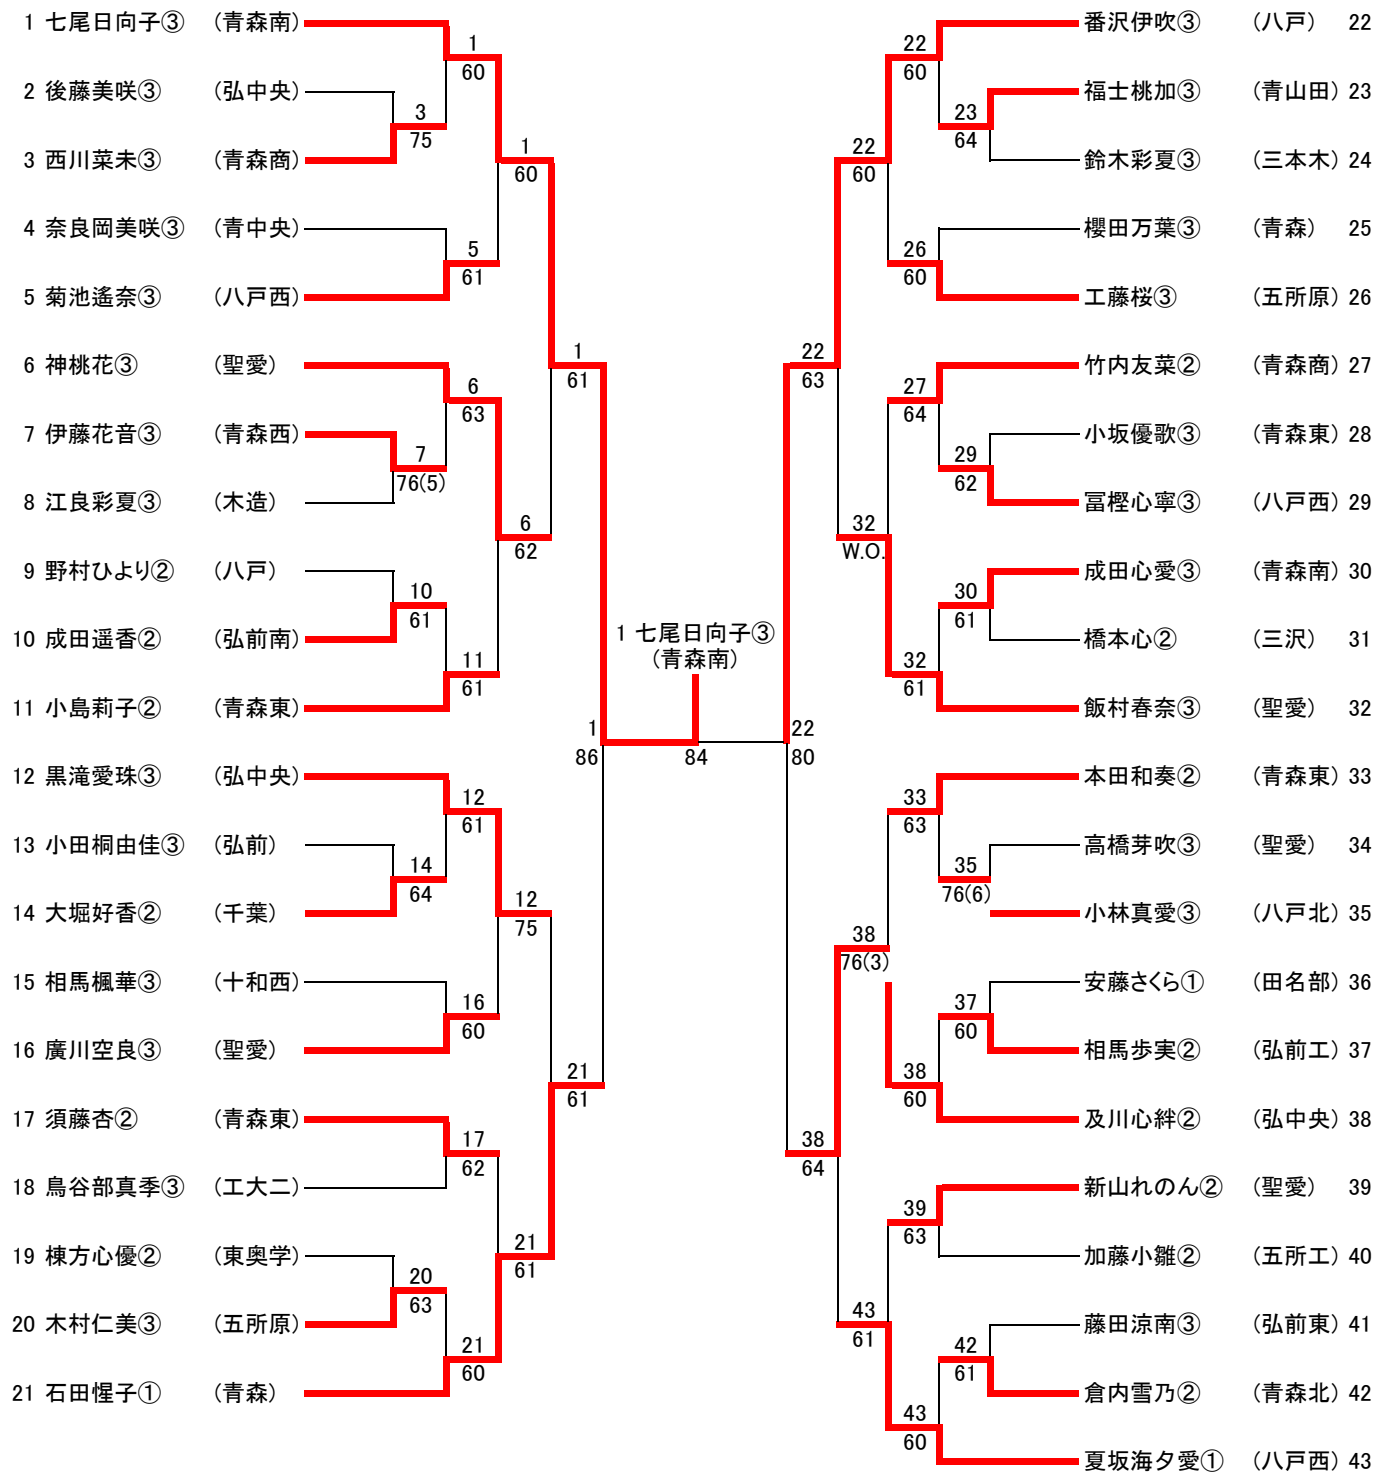 1 七尾日向子③ (青森南)
2 後藤美咲③ (弘中央)
3 西川菜未③ (青森商)
4 奈良岡美咲③ (青中央)
5 菊池遙奈③ (八戸西)
6 神桃花③ (聖愛)
7 伊藤花音③ (青森西)
8 江良彩夏③ (木造)
9 野村ひより② (八戸)
10 成田遥香② (弘前南)
11 小島莉子② (青森東)
12 黒滝愛珠③ (弘中央)
13 小田桐由佳③ (弘前)
14 大堀好香② (千葉)
15 相馬楓華③ (十和西)
16 廣川空良③ (聖愛)
17 須藤杏② (青森東)
18 鳥谷部真季③ (工大二)
19 棟方心優② (東奥学)
20 木村仁美③ (五所原)
21 石田惺子① (青森)
1
60
3
75
5
61
6
63
7
76(5)
10
61
11
61
12
61
14
64
16
60
17
62
20
63
21
60
1
60
6
62
12
75
21
61
1
61
21
61
1
86
1 七尾日向子③
(青森南)
84
22
80
22
63
38
64
22
60
32
W.O.
38
76(3)
43
61
22
60
23
64
26
60
27
64
29
62
30
61
32
61
33
63
35
76(6)
37
60
38
60
39
63
42
61
43
60
番沢伊吹③ (八戸) 22
福士桃加③ (青山田) 23
鈴木彩夏③ (三本木) 24
櫻田万葉③ (青森) 25
工藤桜③ (五所原) 26
竹内友菜② (青森商) 27
小坂優歌③ (青森東) 28
冨樫心寧③ (八戸西) 29
成田心愛③ (青森南) 30
橋本心② (三沢) 31
飯村春奈③ (聖愛) 32
本田和奏② (青森東) 33
高橋芽吹③ (聖愛) 34
小林真愛③ (八戸北) 35
安藤さくら① (田名部) 36
相馬歩実② (弘前工) 37
及川心絆② (弘中央) 38
新山れのん② (聖愛) 39
加藤小雛② (五所工) 40
藤田涼南③ (弘前東) 41
倉内雪乃② (青森北) 42
夏坂海夕愛① (八戸西) 43